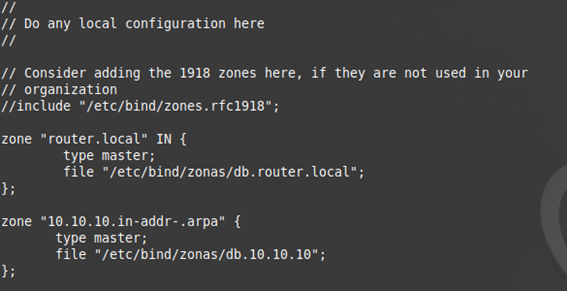 //
// Do any local configuration here
//
// Consider adding the 1918 zones here, if they are not used in your
// organization
//include "/etc/bind/zones.rfc1918";
zone "router.local" IN {
type master;
file "/etc/bind/zonas/db.router.local";
};
zone "10.10.10.in-addr-.arpa" {
type master;
file "/etc/bind/zonas/db.10.10.10";
};